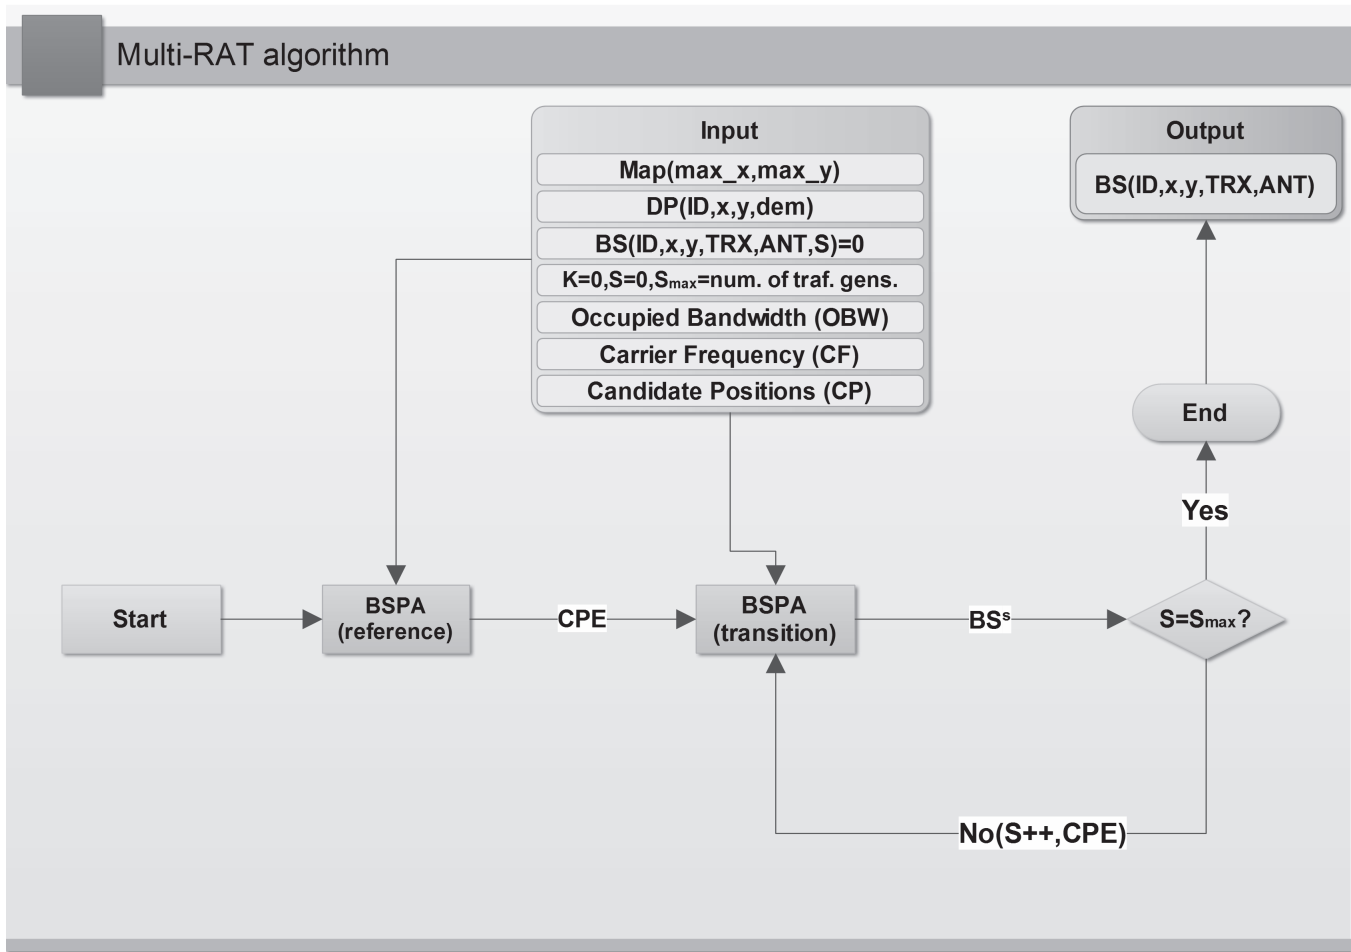 Multi-RAT algorithm
Input
Map(max_x,max_y)
DP(ID,x,y,dem)
BS(ID,x,y,TRX,ANT,S)=0
K=0,S=0,Smax=num. of traf. gens.
Occupied Bandwidth (OBW)
Carrier Frequency (CF)
Candidate Positions (CP)
Output
BS(ID,x,y,TRX,ANT)
End
Yes
Start
BSPA
(reference)
CPE
BSPA
(transition)
BSˢ
S=Smax?
No(S++,CPE)